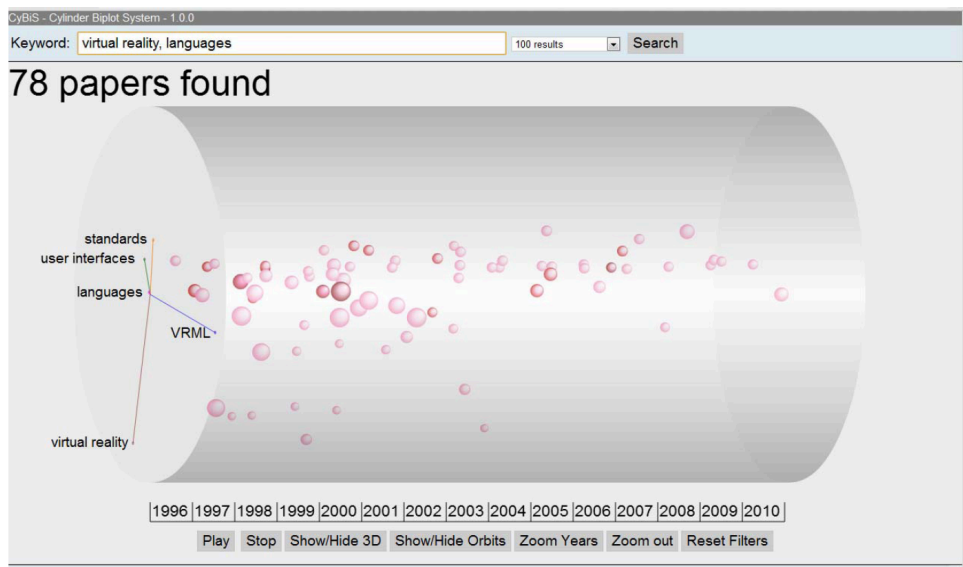 CyBiS - Cylinder Biplot System - 1.0.0
Keyword: virtual reality, languages 100 results Search
78 papers found
standards
user interfaces
languages
VRML
virtual reality
1996 1997 1998 1999 2000 2001 2002 2003 2004 2005 2006 2007 2008 2009 2010
Play Stop Show/Hide 3D Show/Hide Orbits Zoom Years Zoom out Reset Filters